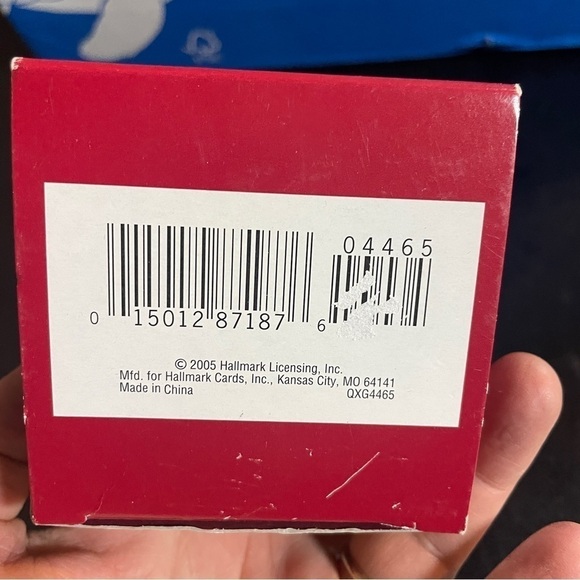 04465
0 15012 87187 6
© 2005 Hallmark Licensing, Inc.
Mfd. for Hallmark Cards, Inc., Kansas City, MO 64141
Made in China QXG4465